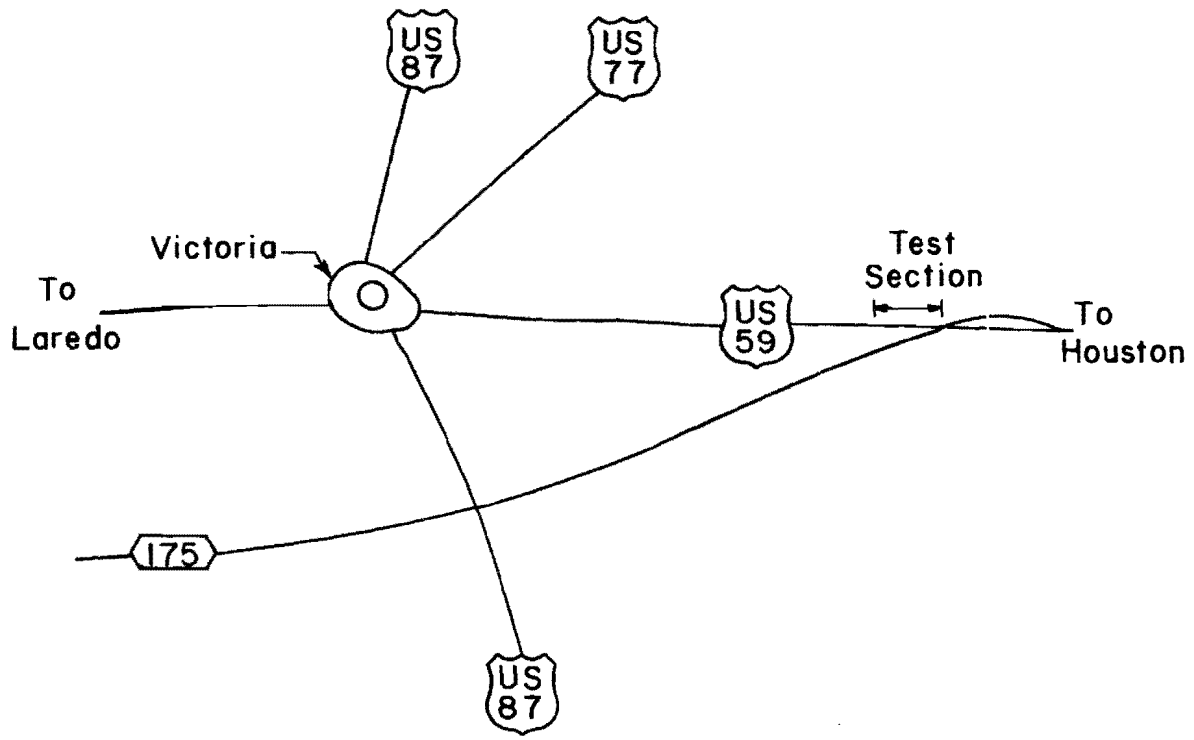 US
87
US
77
Victoria
Test
Section
To
Laredo
US
59
To
Houston
175
US
87